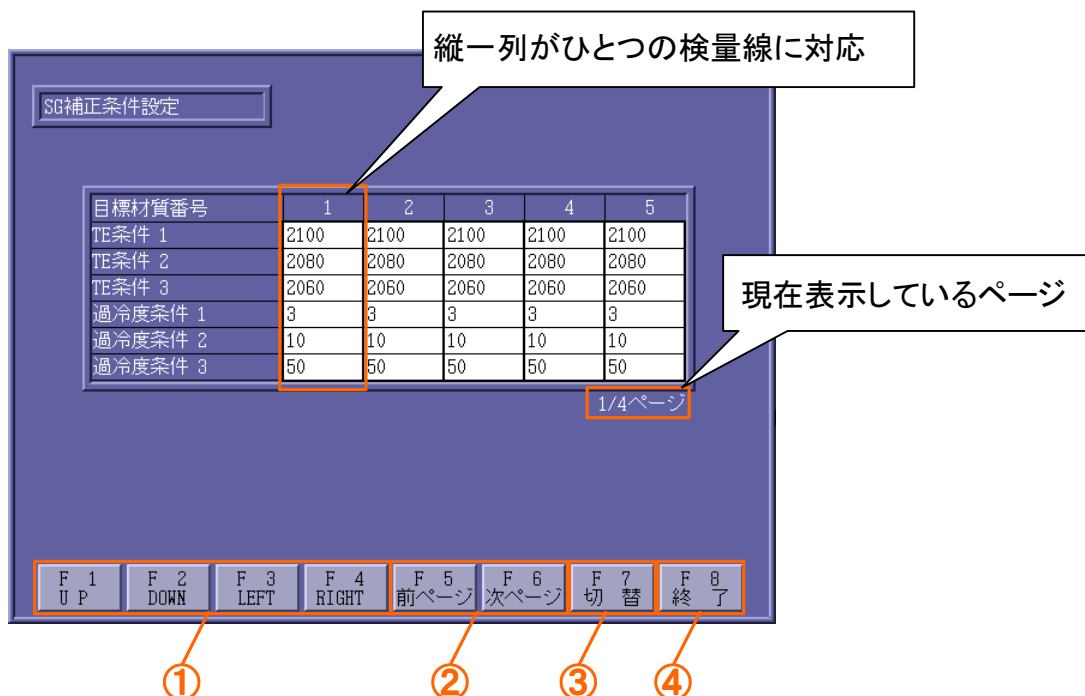 縦一列がひとつの検量線に対応
SG補正条件設定
目標材質番号 1 2 3 4 5
TE条件 1 2100 2100 2100 2100 2100
TE条件 2 2080 2080 2080 2080 2080
TE条件 3 2060 2060 2060 2060 2060
過冷度条件 1 3 3 3 3 3
過冷度条件 2 10 10 10 10 10
過冷度条件 3 50 50 50 50 50
現在表示しているページ
1/4ページ
F 1 F 2 F 3 F 4 F 5 F 6 F 7 F 8
U P DOWN LEFT RIGHT 前ページ 次ページ 切 替 終 了
① ② ③ ④